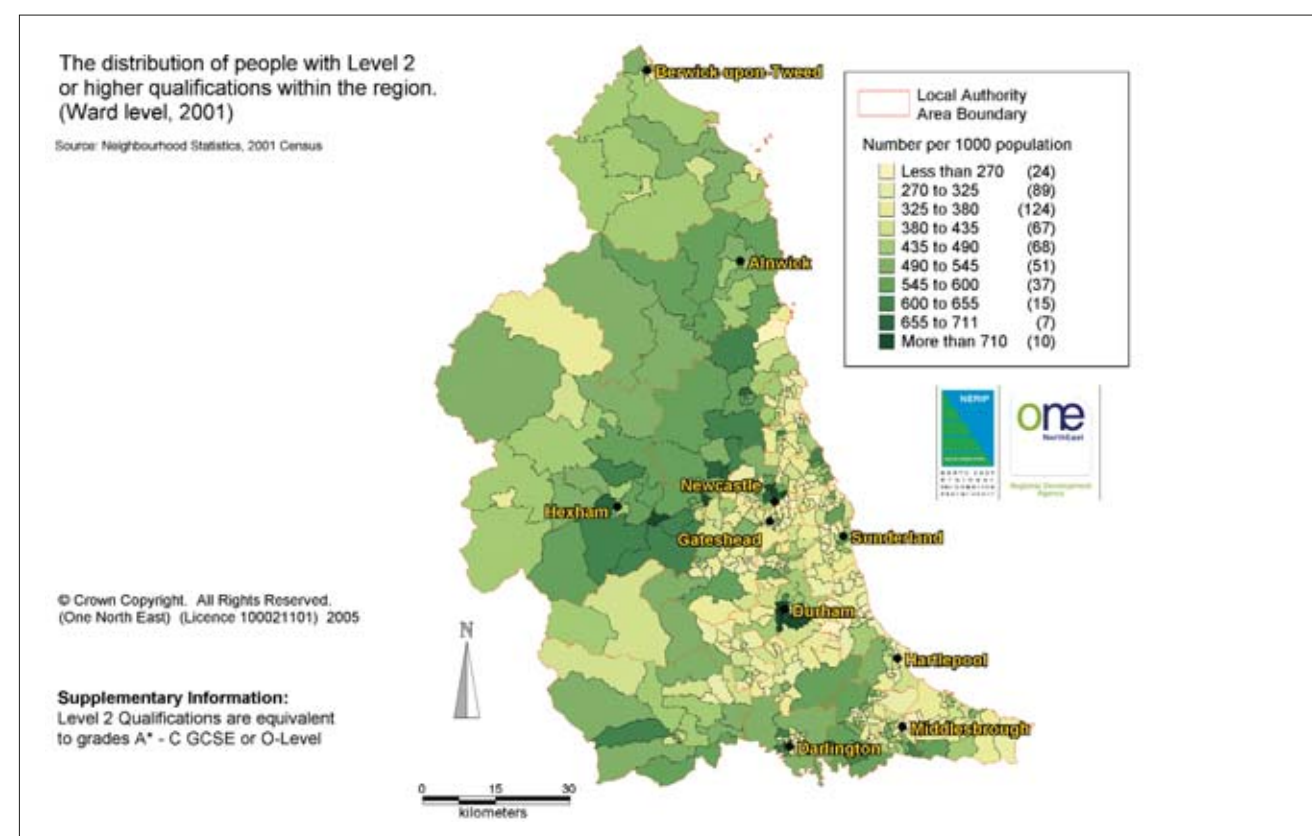 The distribution of people with Level 2
or higher qualifications within the region.
(Ward level, 2001)
Source: Neighbourhood Statistics, 2001 Census
Berwick-upon-Tweed
Alnwick
Newcastle
Hexham
Gateshead
Sunderland
Durham
Hartlepool
Middlesbrough
Darlington
Local Authority
Area Boundary
Number per 1000 population
Less than 270 (24)
270 to 325 (89)
325 to 380 (124)
380 to 435 (67)
435 to 490 (68)
490 to 545 (51)
545 to 600 (37)
600 to 655 (15)
655 to 711 (7)
More than 710 (10)
NERIP
NORTH EAST
REGIONAL
INFORMATION
PARTNERSHIP
one
NorthEast
Regional Development
Agency
© Crown Copyright. All Rights Reserved.
(One North East) (Licence 100021101) 2005
N
Supplementary Information:
Level 2 Qualifications are equivalent
to grades A* - C GCSE or O-Level
0 15 30
kilometers